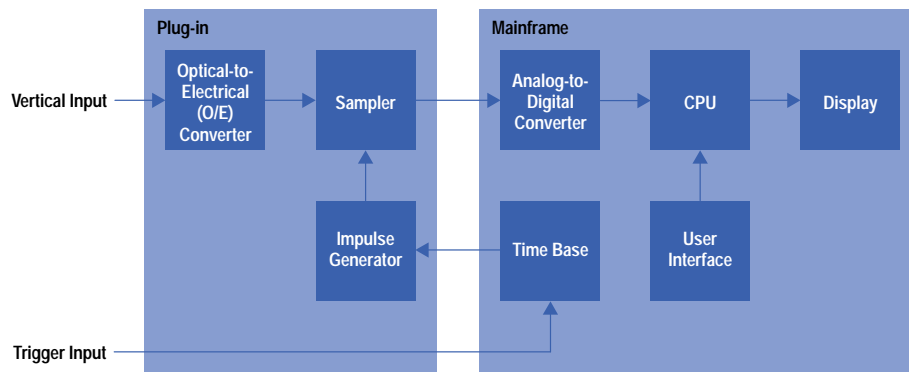 Plug-in
Mainframe
Vertical Input
Optical-to-
Electrical
(O/E)
Converter
Sampler
Analog-to-
Digital
Converter
CPU
Display
Impulse
Generator
Time Base
User
Interface
Trigger Input